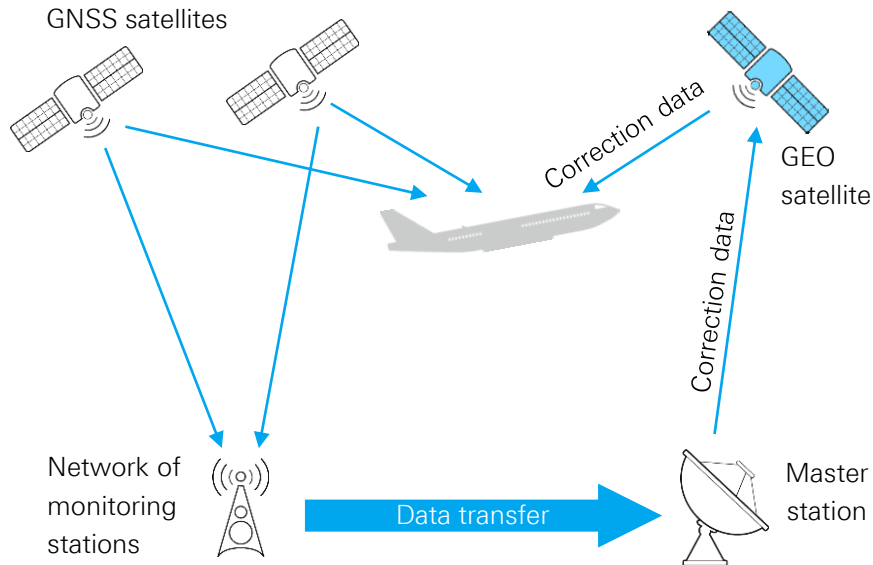 GNSS satellites
Correction data
GEO
satellite
Correction data
Network of
monitoring
stations
Data transfer
Master
station